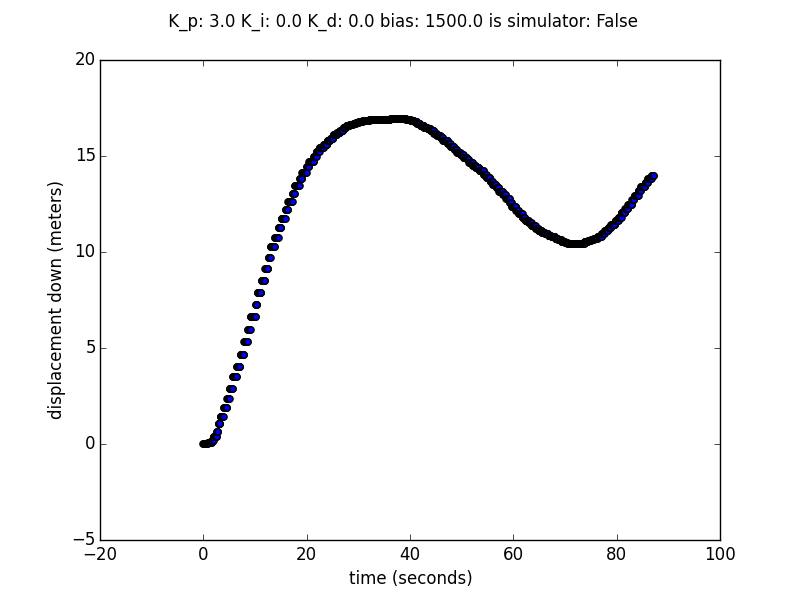 K_p: 3.0 K_i: 0.0 K_d: 0.0 bias: 1500.0 is simulator: False
20
15
10
5
0
−5
displacement down (meters)
−20 0 20 40 60 80 100
time (seconds)